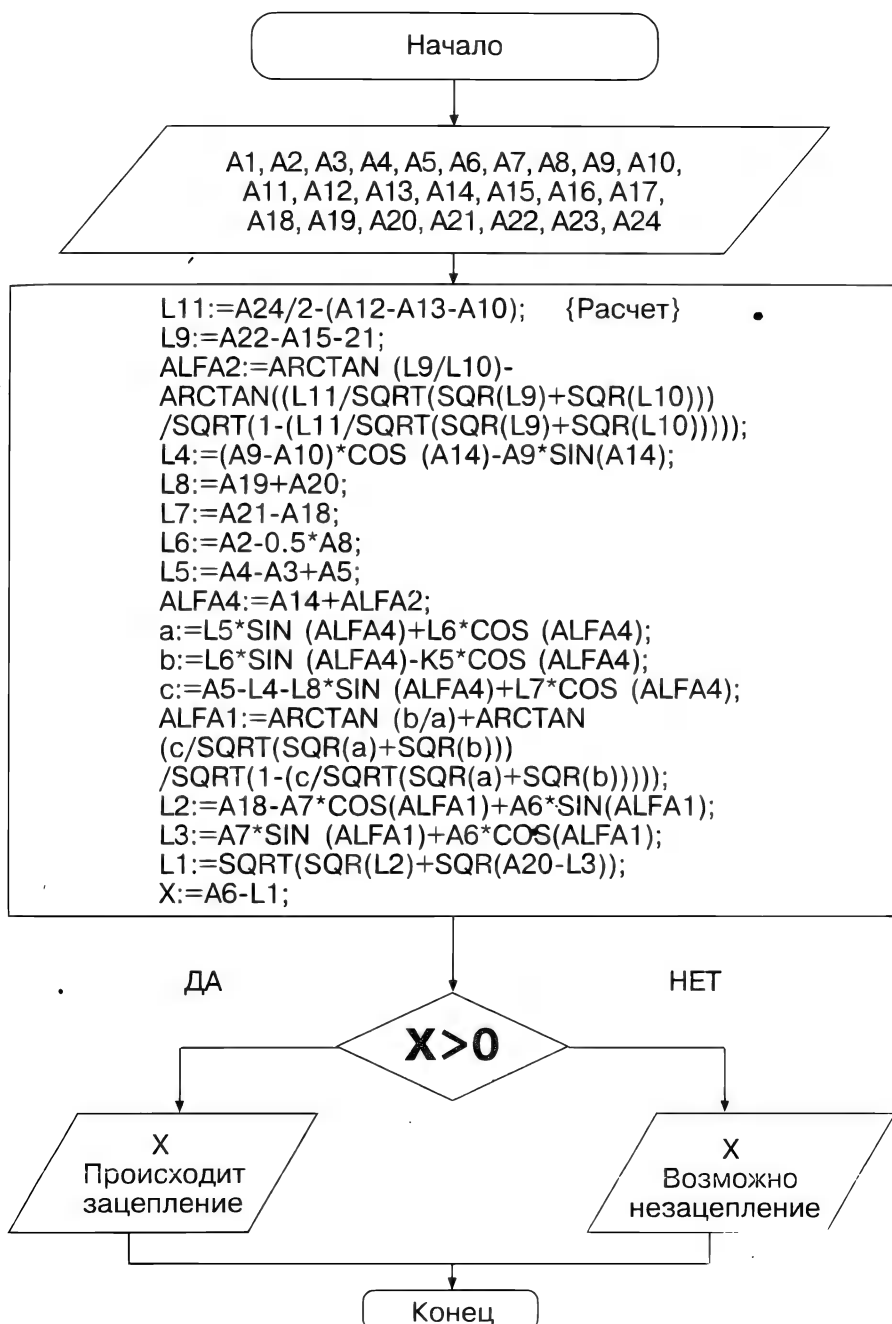 Начало
A1, A2, A3, A4, A5, A6, A7, A8, A9, A10,
A11, A12, A13, A14, A15, A16, A17,
A18, A19, A20, A21, A22, A23, A24
L11:=A24/2-(A12-A13-A10); {Расчет}
L9:=A22-A15-21;
ALFA2:=ARCTAN (L9/L10)-
ARCTAN((L11/SQRT(SQR(L9)+SQR(L10)))
/SQRT(1-(L11/SQRT(SQR(L9)+SQR(L10)))));
L4:=(A9-A10)*COS (A14)-A9*SIN(A14);
L8:=A19+A20;
L7:=A21-A18;
L6:=A2-0.5*A8;
L5:=A4-A3+A5;
ALFA4:=A14+ALFA2;
a:=L5*SIN (ALFA4)+L6*COS (ALFA4);
b:=L6*SIN (ALFA4)-K5*COS (ALFA4);
c:=A5-L4-L8*SIN (ALFA4)+L7*COS (ALFA4);
ALFA1:=ARCTAN (b/a)+ARCTAN
(c/SQRT(SQR(a)+SQR(b)))
/SQRT(1-(c/SQRT(SQR(a)+SQR(b)))));
L2:=A18-A7*COS(ALFA1)+A6*SIN(ALFA1);
L3:=A7*SIN (ALFA1)+A6*COS(ALFA1);
L1:=SQRT(SQR(L2)+SQR(A20-L3));
X:=A6-L1;
ДА
НЕТ
X>0
X
Происходит
зацепление
X
Возможно
незацепление
Конец